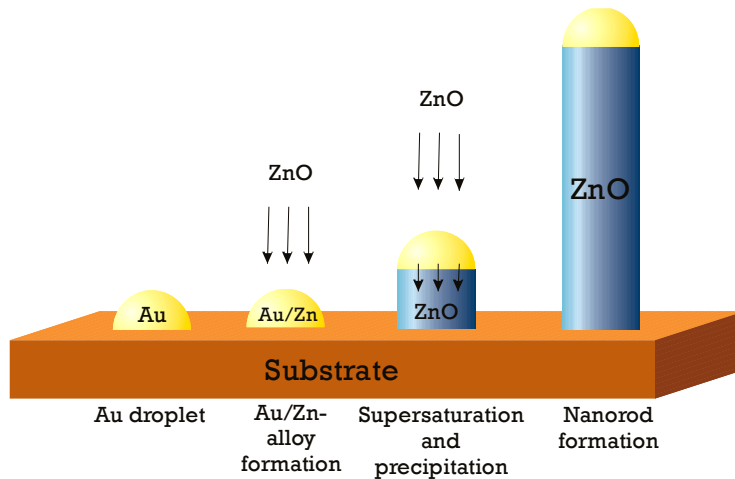 ZnO
ZnO
ZnO
Au
Au/Zn
ZnO
Substrate
Au droplet
Au/Zn-
alloy
formation
Supersaturation
and
precipitation
Nanorod
formation